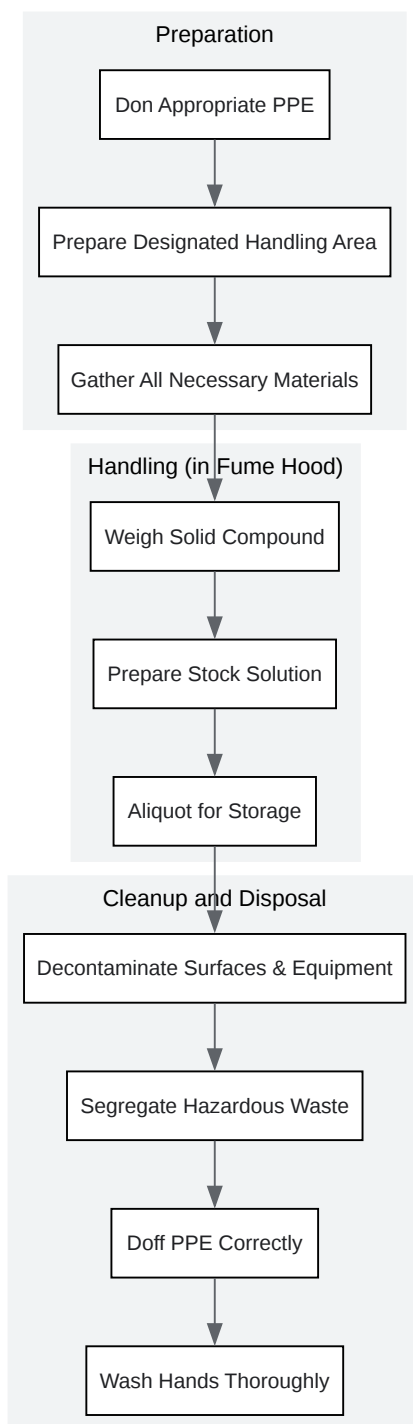 Preparation
Don Appropriate PPE
Prepare Designated Handling Area
Gather All Necessary Materials
Handling (in Fume Hood)
Weigh Solid Compound
Prepare Stock Solution
Aliquot for Storage
Cleanup and Disposal
Decontaminate Surfaces & Equipment
Segregate Hazardous Waste
Doff PPE Correctly
Wash Hands Thoroughly